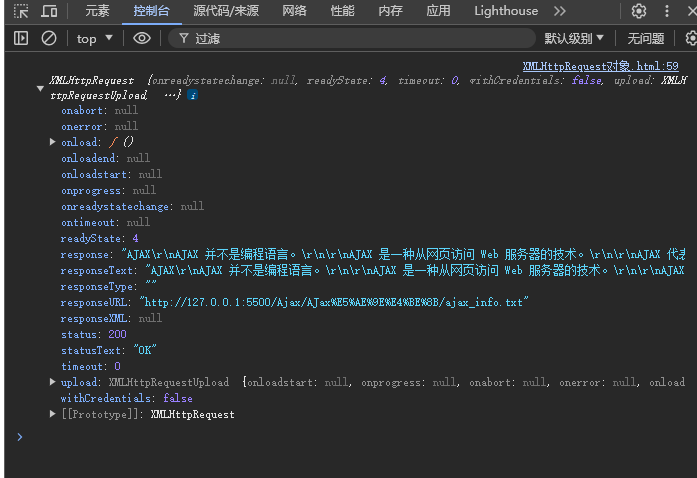 元素 控制台 源代码/来源 网络 性能 内存 应用 Lighthouse
top 过滤 默认级别 无问题
XMLHttpRequest对象.html:59
XMLHttpRequest {onreadystatechange: null, readyState: 4, timeout: 0, withCredentials: false, upload: XMLH
ttpRequestUpload, …}
onabort: null
onerror: null
onload: ƒ ()
onloadend: null
onloadstart: null
onprogress: null
onreadystatechange: null
ontimeout: null
readyState: 4
response: "AJAX\r\nAJAX 并不是编程语言。\r\n\r\nAJAX 是一种从网页访问 Web 服务器的技术。\r\n\r\nAJAX 代表
responseText: "AJAX\r\nAJAX 并不是编程语言。\r\n\r\nAJAX 是一种从网页访问 Web 服务器的技术。\r\n\r\nAJAX
responseType: ""
responseURL: "http://127.0.0.1:5500/Ajax/AJax%E5%AE%9E%E4%BE%8B/ajax_info.txt"
responseXML: null
status: 200
statusText: "OK"
timeout: 0
upload: XMLHttpRequestUpload {onloadstart: null, onprogress: null, onabort: null, onerror: null, onload
withCredentials: false
[[Prototype]]: XMLHttpRequest